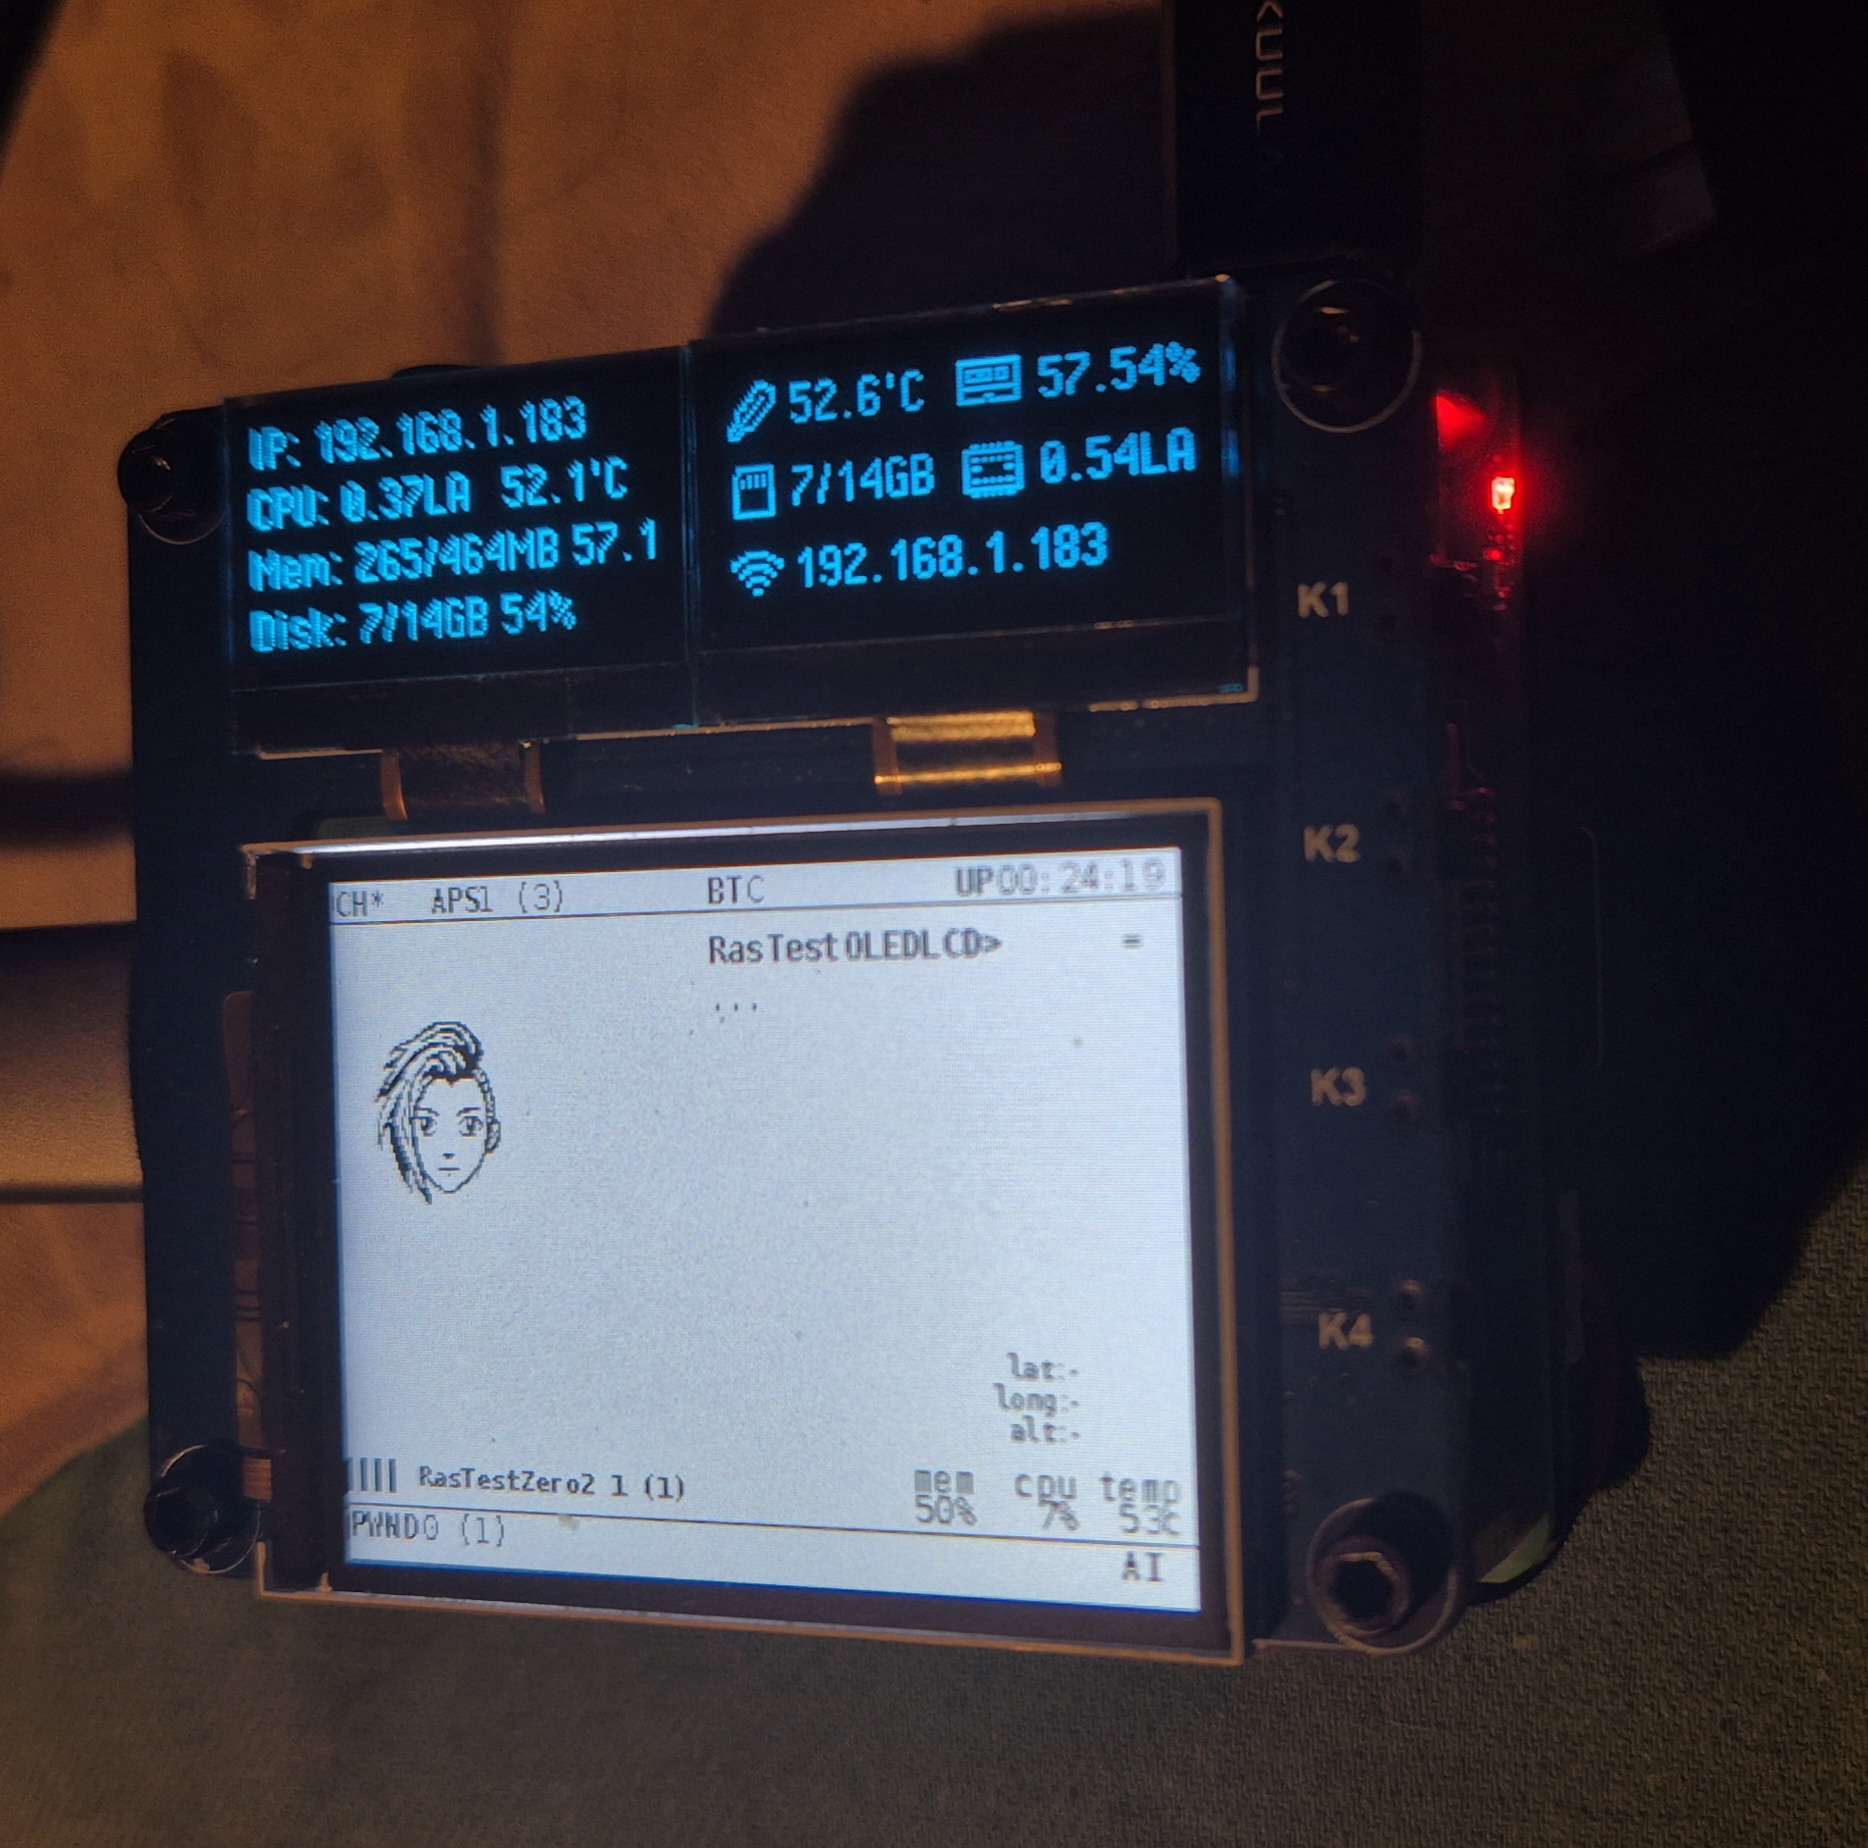 KUULAA
IP: 192.168.1.183
CPU: 0.37LA 52.1'C
Mem: 265/464MB 57.1
Disk: 7/14GB 54%
52.6'C 57.54%
7/14GB 0.54LA
192.168.1.183
K1
K2
K3
K4
CH* APS1 (3) BTC UP00:24:19
RasTestOLEDLCD> =
...
lat:-
long:-
alt:-
RasTestZero2 1 (1)
mem cpu temp
50% 7% 53c
PWND0 (1)
AI